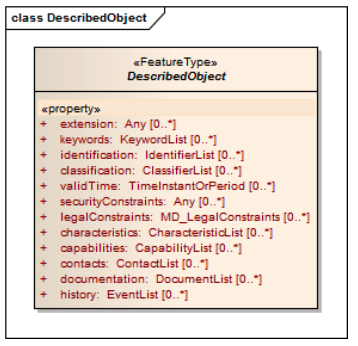 class DescribedObject
«FeatureType»
DescribedObject
«property»
+ extension: Any [0..*]
+ keywords: KeywordList [0..*]
+ identification: IdentifierList [0..*]
+ classification: ClassifierList [0..*]
+ validTime: TimeInstantOrPeriod [0..*]
+ securityConstraints: Any [0..*]
+ legalConstraints: MD_LegalConstraints [0..*]
+ characteristics: CharacteristicList [0..*]
+ capabilities: CapabilityList [0..*]
+ contacts: ContactList [0..*]
+ documentation: DocumentList [0..*]
+ history: EventList [0..*]